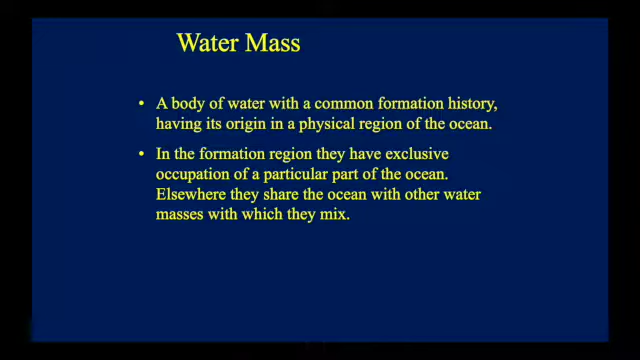 Water Mass
• A body of water with a common formation history,
having its origin in a physical region of the ocean.
• In the formation region they have exclusive
occupation of a particular part of the ocean.
Elsewhere they share the ocean with other water
masses with which they mix.